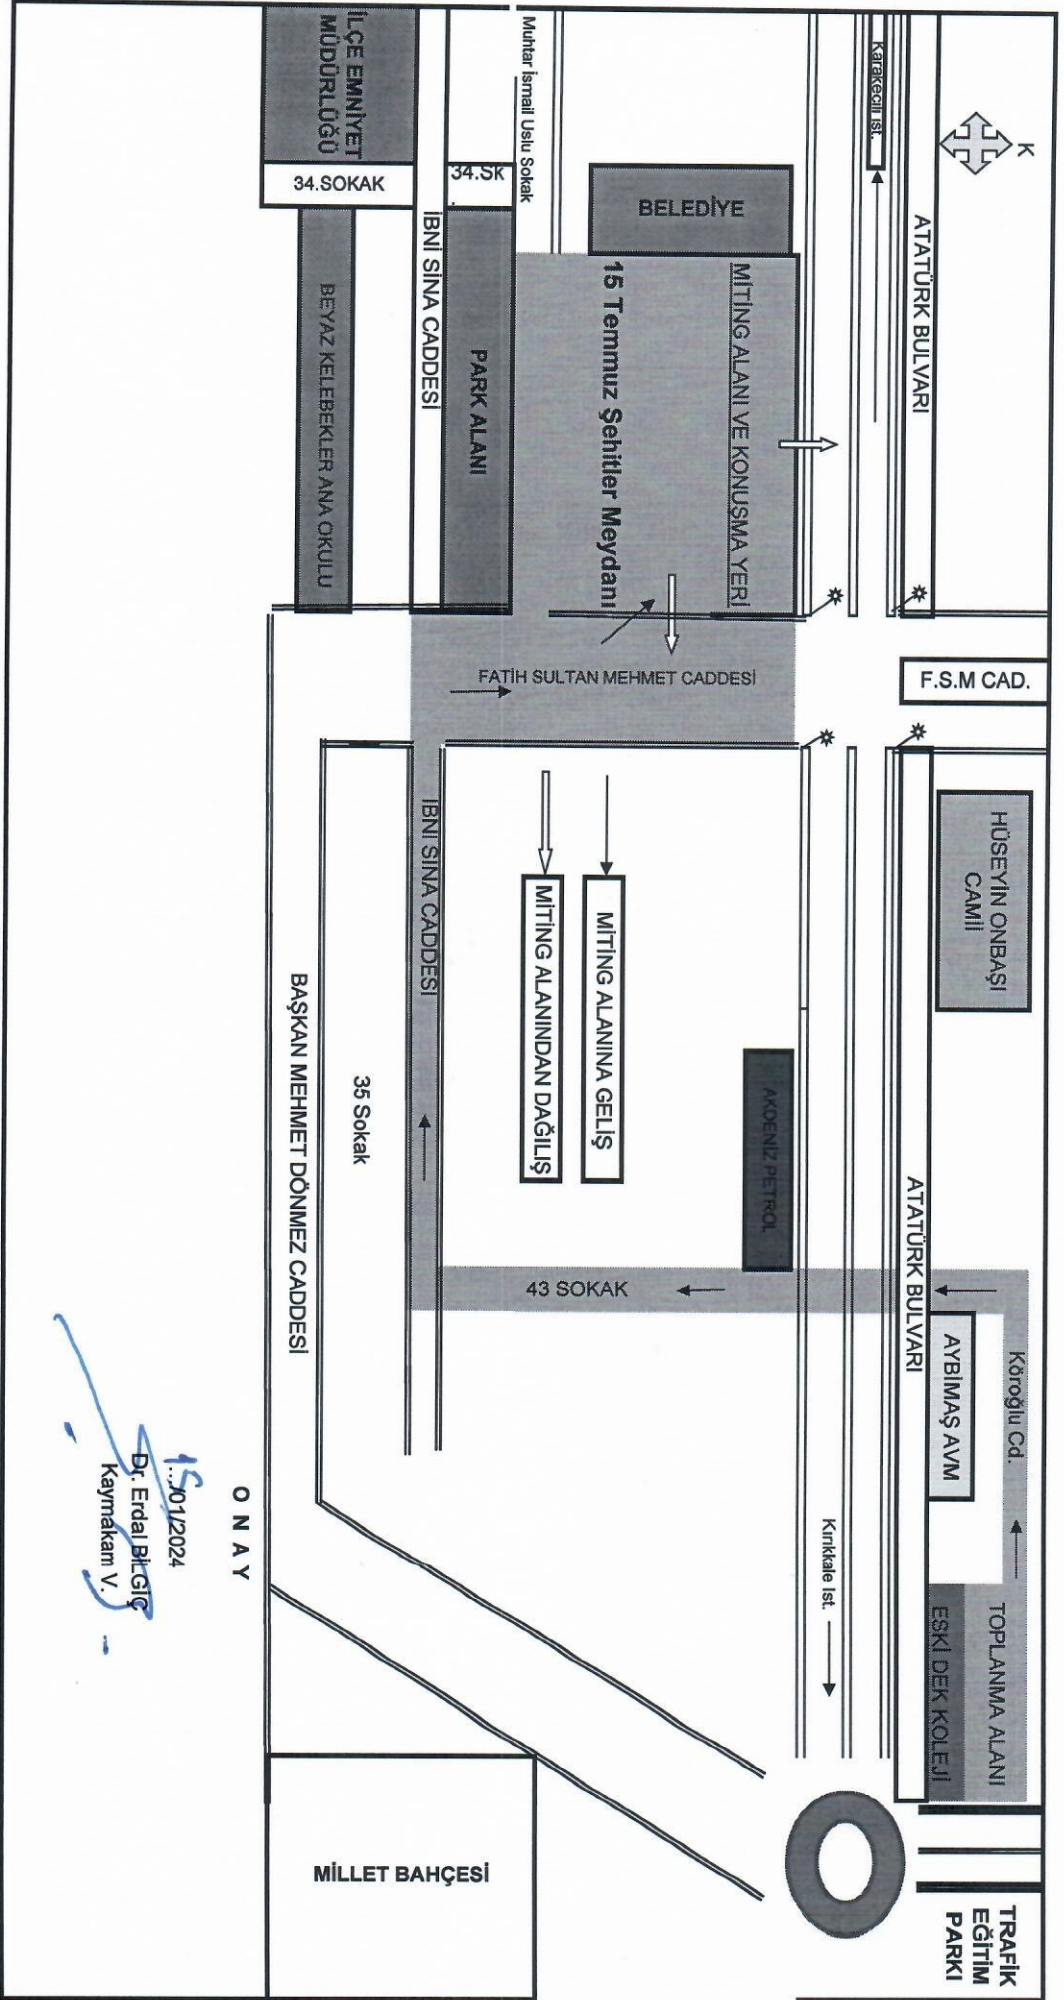 K
TRAFİK
EĞİTİM
PARKI
HÜSEYİN ONBAŞI
CAMİİ
F.S.M CAD.
Köroğlu Cd.
AYBİMAŞ AVM
TOPLANMA ALANI
ESKİ DEK KOLEJİ
ATATÜRK BULVARI
ATATÜRK BULVARI
Karakeçili ist.
Kırıkkale ist.
BELEDİYE
MİTİNG ALANI VE KONUŞMA YERİ
15 Temmuz Şehitler Meydanı
FATİH SULTAN MEHMET CADDESİ
AKDENİZ PETROL
MİTİNG ALANINA GELİŞ
MİTİNG ALANINDAN DAĞILIŞ
43 SOKAK
Muhtar İsmail Uslu Sokak
34.Sk
.
PARK ALANI
İBNİ SİNA CADDESİ
İBNİ SİNA CADDESİ
İLÇE EMNİYET
MÜDÜRLÜĞÜ
34.SOKAK
BEYAZ KELEBEKLER ANA OKULU
35 Sokak
BAŞKAN MEHMET DÖNMEZ CADDESİ
MİLLET BAHÇESİ
O N A Y
15../01/2024
Dr. Erdal BİLGİÇ
Kaymakam V.